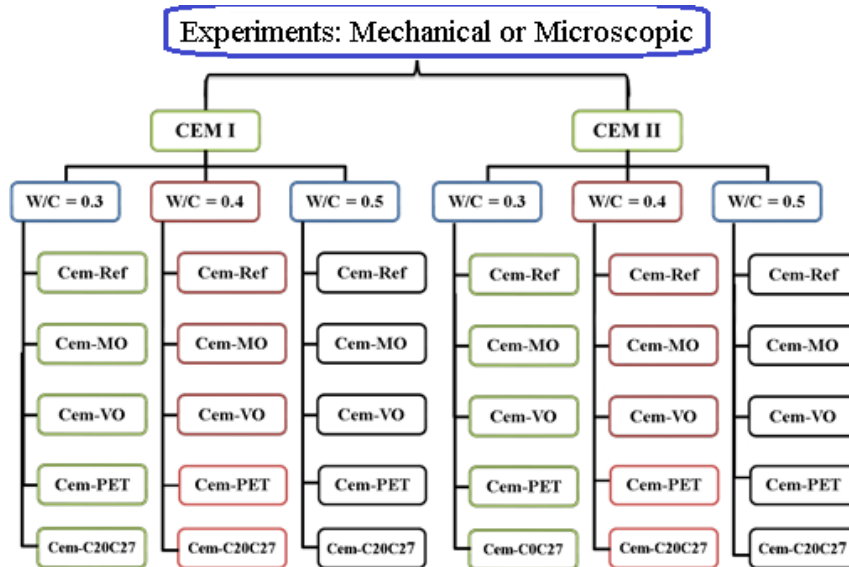 Experiments: Mechanical or Microscopic
CEM I
CEM II
W/C = 0.3
W/C = 0.4
W/C = 0.5
W/C = 0.3
W/C = 0.4
W/C = 0.5
Cem-Ref
Cem-Ref
Cem-Ref
Cem-Ref
Cem-Ref
Cem-Ref
Cem-MO
Cem-MO
Cem-MO
Cem-MO
Cem-MO
Cem-MO
Cem-VO
Cem-VO
Cem-VO
Cem-VO
Cem-VO
Cem-VO
Cem-PET
Cem-PET
Cem-PET
Cem-PET
Cem-PET
Cem-PET
Cem-C20C27
Cem-C20C27
Cem-C20C27
Cem-C0C27
Cem-C20C27
Cem-C20C27